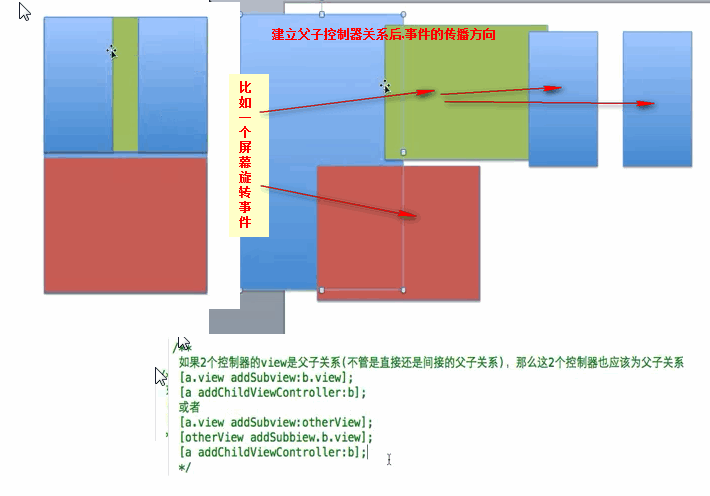 建立父子控制器关系后,事件的传播方向
比如一个屏幕旋转事件
/**
如果2个控制器的view是父子关系(不管是直接还是间接的父子关系)，那么这2个控制器也应该为父子关系
[a.view addSubview:b.view];
[a addChildViewController:b];
或者
[a.view addSubview:otherView];
[otherView addSubbiew.b.view];
[a addChildViewController:b];
*/